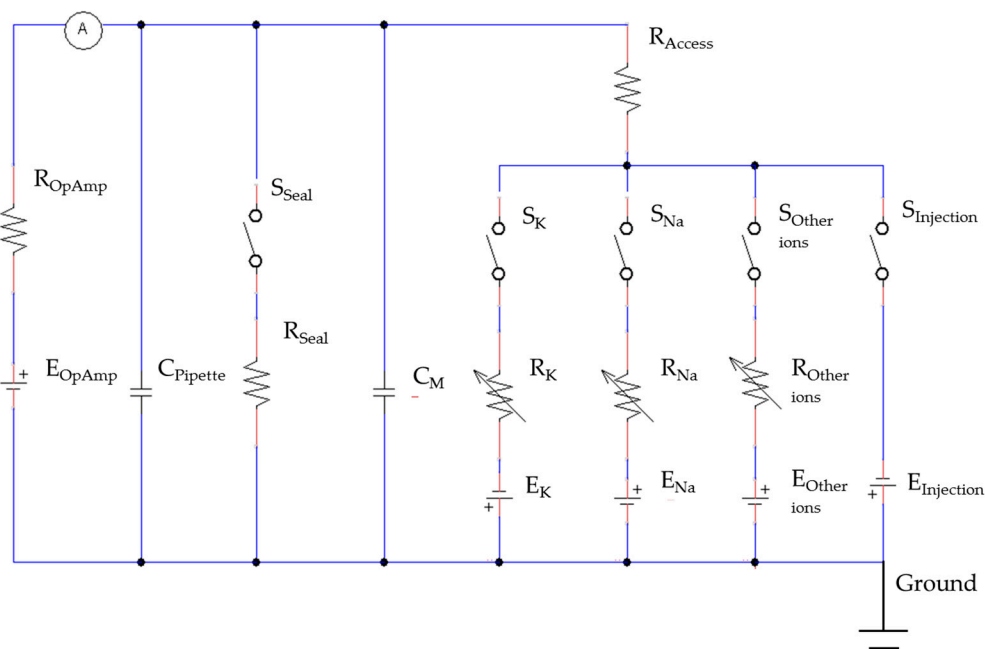 A
R_Access
R_OpAmp
S_Seal
S_K
S_Na
S_Other
ions
S_Injection
R_Seal
E_OpAmp
+
C_Pipette
C_M
R_K
R_Na
R_Other
ions
E_K
+
E_Na
+
E_Other
ions
+
E_Injection
+
Ground